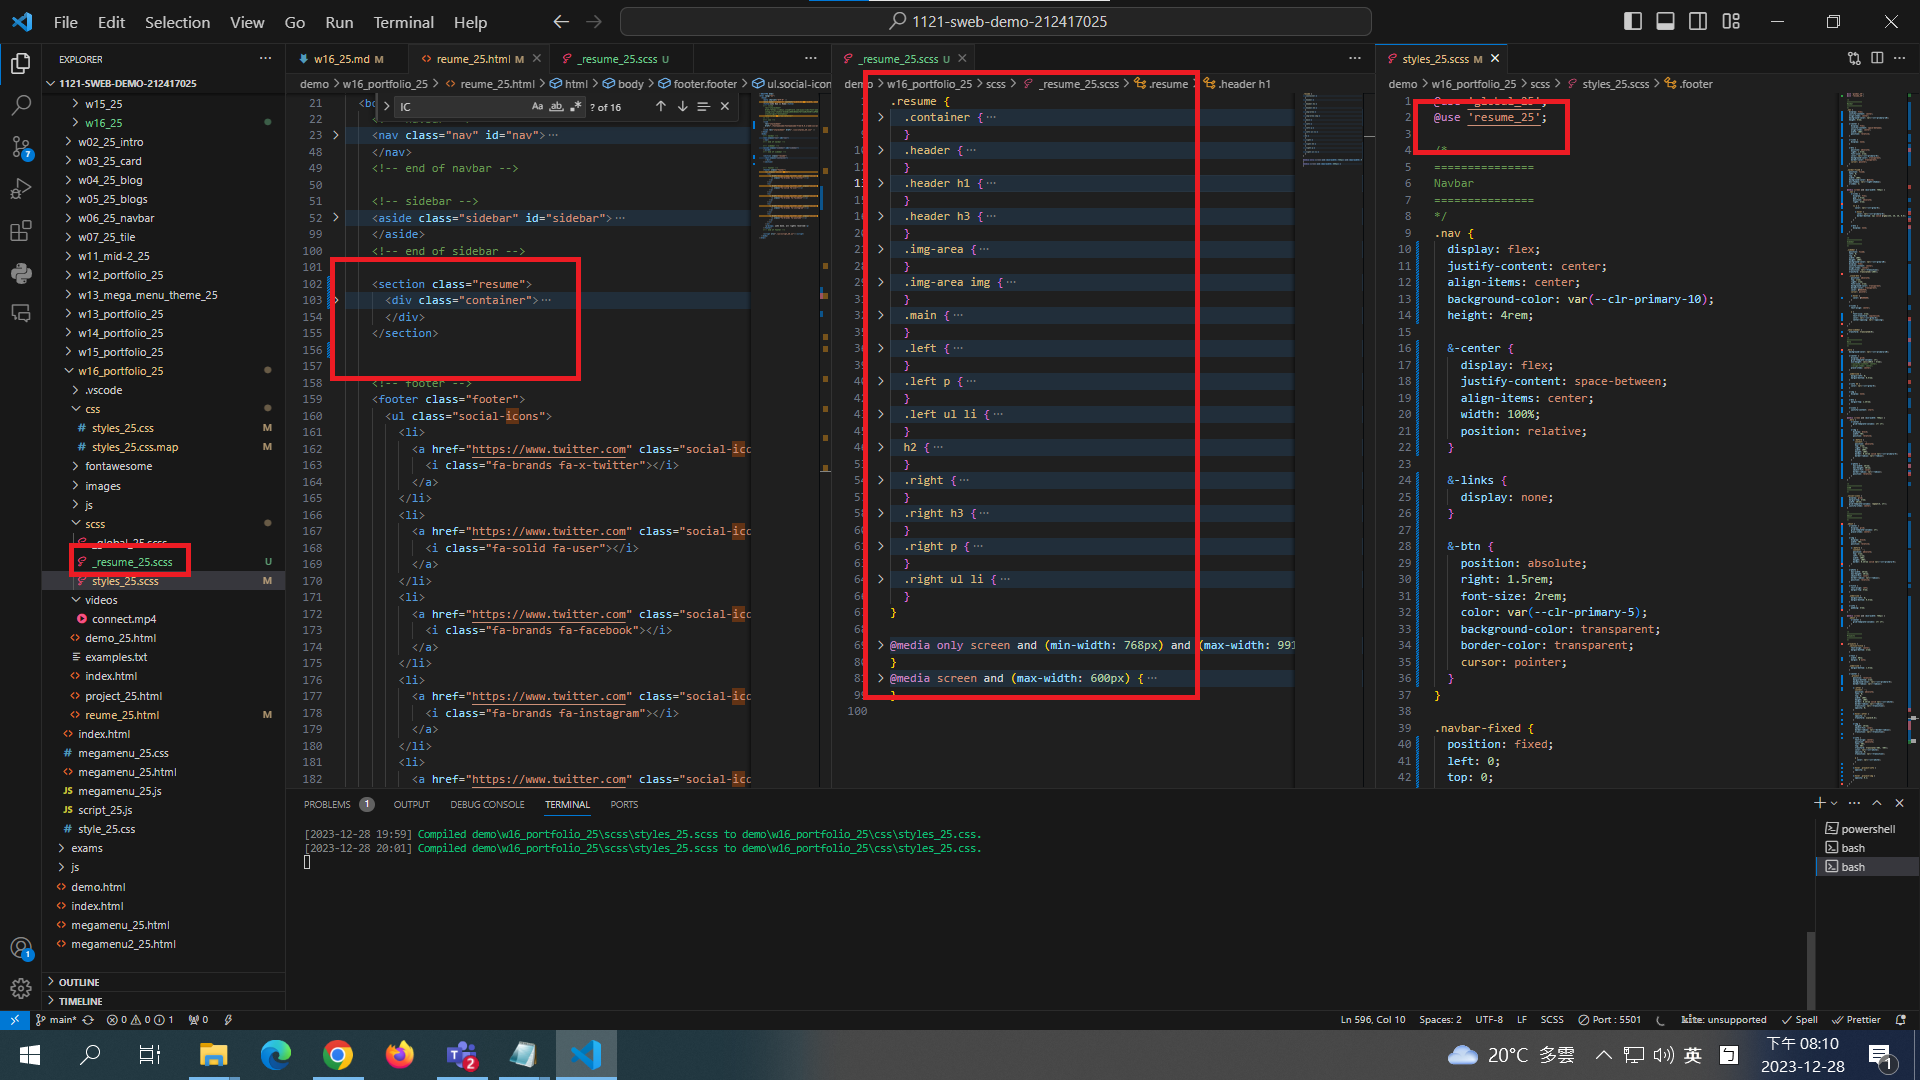 File Edit Selection View Go Run Terminal Help
1121-sweb-demo-212417025
EXPLORER
1121-SWEB-DEMO-212417025
w15_25
w16_25
w02_25_intro
w03_25_card
w04_25_blog
w05_25_blogs
w06_25_navbar
w07_25_tile
w11_mid-2_25
w12_portfolio_25
w13_mega_menu_theme_25
w13_portfolio_25
w14_portfolio_25
w15_portfolio_25
w16_portfolio_25
.vscode
css
styles_25.css M
styles_25.css.map M
fontawesome
images
js
scss
_global_25.scss
_resume_25.scss U
styles_25.scss M
videos
connect.mp4
demo_25.html
examples.txt
index.html
project_25.html
reume_25.html M
index.html
megamenu_25.css
megamenu_25.html
megamenu_25.js
script_25.js
style_25.css
exams
js
demo.html
index.html
megamenu_25.html
megamenu2_25.html
OUTLINE
TIMELINE
w16_25.md M reume_25.html M _resume_25.scss U
demo > w16_portfolio_25 > reume_25.html > html > body > footer.footer > ul.social-icon
IC Aa ab ? of 16
21
22
23 <nav class="nav" id="nav">
48 </nav>
49 <!-- end of navbar -->
50
51 <!-- sidebar -->
52 <aside class="sidebar" id="sidebar">
99 </aside>
100 <!-- end of sidebar -->
101
102 <section class="resume">
103 <div class="container">
154 </div>
155 </section>
156
157
158 <!-- footer -->
159 <footer class="footer">
160 <ul class="social-icons">
161 <li>
162 <a href="https://www.twitter.com" class="social-ic
163 <i class="fa-brands fa-x-twitter"></i>
164 </a>
165 </li>
166 <li>
167 <a href="https://www.twitter.com" class="social-ic
168 <i class="fa-solid fa-user"></i>
169 </a>
170 </li>
171 <li>
172 <a href="https://www.twitter.com" class="social-ic
173 <i class="fa-brands fa-facebook"></i>
174 </a>
175 </li>
176 <li>
177 <a href="https://www.twitter.com" class="social-ic
178 <i class="fa-brands fa-instagram"></i>
179 </a>
180 </li>
181 <li>
182 <a href="https://www.twitter.com" class="social-ic
_resume_25.scss U
w16_portfolio_25 > scss > _resume_25.scss > .resume > .header h1
.resume {
.container {
}
.header {
}
.header h1 {
}
.header h3 {
}
.img-area {
}
.img-area img {
}
.main {
}
.left {
}
.left p {
}
.left ul li {
}
h2 {
}
.right {
}
.right h3 {
}
.right p {
}
.right ul li {
}
}
@media only screen and (min-width: 768px) and (max-width: 991
}
@media screen and (max-width: 600px) {
}
100
styles_25.scss M
demo > w16_portfolio_25 > scss > styles_25.scss > .footer
1 @use 'global_25';
2 @use 'resume_25';
3
4 /*
5 ===============
6 Navbar
7 ===============
8 */
9 .nav {
10 display: flex;
11 justify-content: center;
12 align-items: center;
13 background-color: var(--clr-primary-10);
14 height: 4rem;
15
16 &-center {
17 display: flex;
18 justify-content: space-between;
19 align-items: center;
20 width: 100%;
21 position: relative;
22 }
23
24 &-links {
25 display: none;
26 }
27
28 &-btn {
29 position: absolute;
30 right: 1.5rem;
31 font-size: 2rem;
32 color: var(--clr-primary-5);
33 background-color: transparent;
34 border-color: transparent;
35 cursor: pointer;
36 }
37 }
38
39 .navbar-fixed {
40 position: fixed;
41 left: 0;
42 top: 0;
PROBLEMS 1 OUTPUT DEBUG CONSOLE TERMINAL PORTS
[2023-12-28 19:59] Compiled demo\w16_portfolio_25\scss\styles_25.scss to demo\w16_portfolio_25\css\styles_25.css.
[2023-12-28 20:01] Compiled demo\w16_portfolio_25\scss\styles_25.scss to demo\w16_portfolio_25\css\styles_25.css.
powershell
bash
bash
main* 0 0 1 0
Ln 596, Col 10 Spaces: 2 UTF-8 LF SCSS Port : 5501 kite: unsupported Spell Prettier
20°C 多雲 英 下午 08:10
2023-12-28